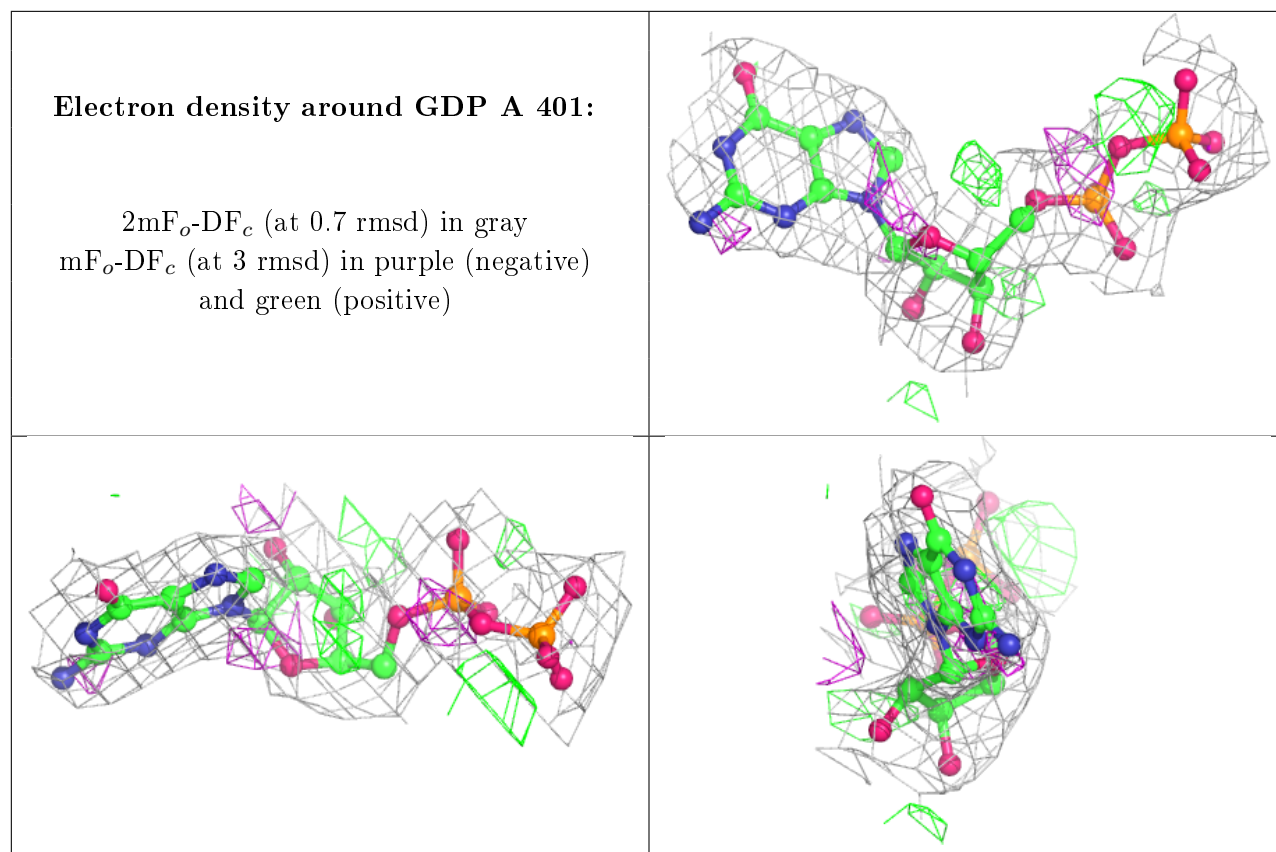 Electron density around GDP A 401:
2mFₒ-DF𝒸 (at 0.7 rmsd) in gray
mFₒ-DF𝒸 (at 3 rmsd) in purple (negative)
and green (positive)